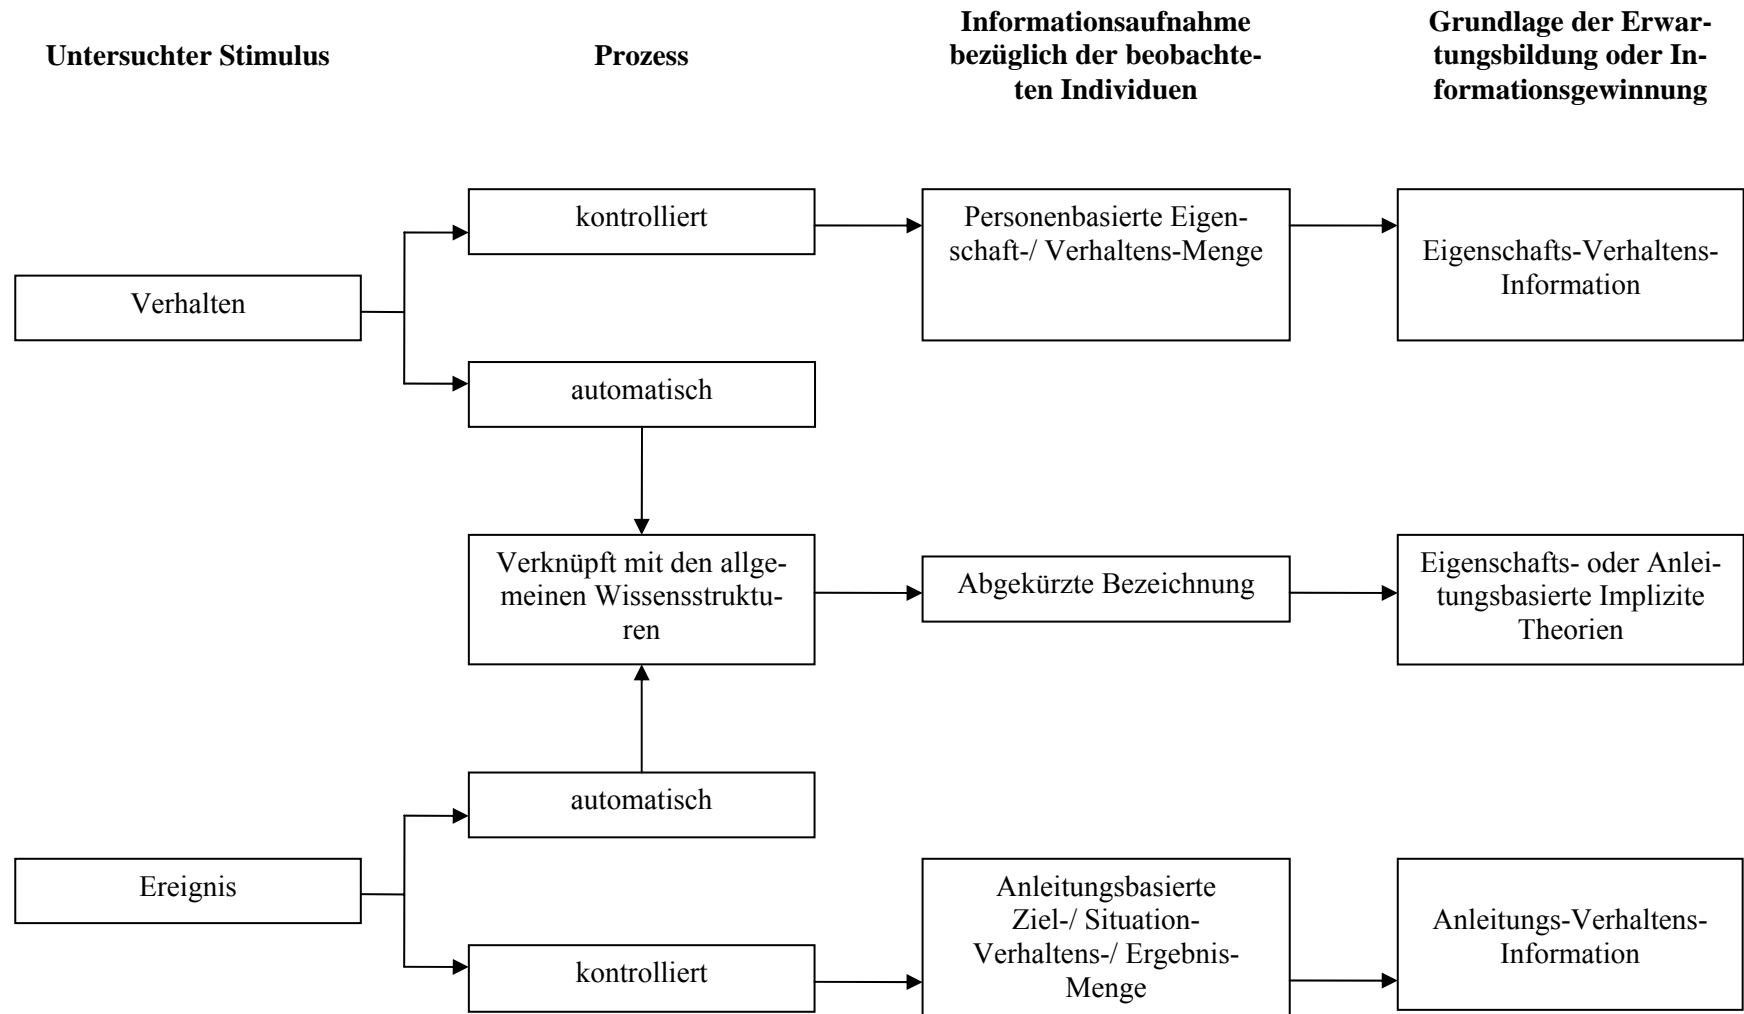 Untersuchter Stimulus
Prozess
Informationsaufnahme
bezüglich der beobachte-
ten Individuen
Grundlage der Erwar-
tungsbildung oder In-
formationsgewinnung
kontrolliert
Personenbasierte Eigen-
schaft-/ Verhaltens-Menge
Eigenschafts-Verhaltens-
Information
Verhalten
automatisch
Verknüpft mit den allge-
meinen Wissensstruktu-
ren
Abgekürzte Bezeichnung
Eigenschafts- oder Anlei-
tungsbasierte Implizite
Theorien
automatisch
Ereignis
Anleitungsbasierte
Ziel-/ Situation-
Verhaltens-/ Ergebnis-
Menge
Anleitungs-Verhaltens-
Information
kontrolliert